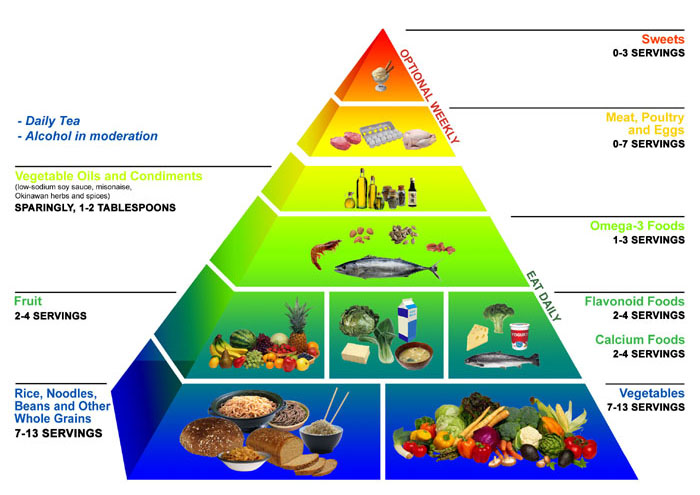 Sweets
0-3 SERVINGS
OPTIONAL WEEKLY
- Daily Tea
- Alcohol in moderation
Meat, Poultry
and Eggs
0-7 SERVINGS
Vegetable Oils and Condiments
(low-sodium soy sauce, misonaise,
Okinawan herbs and spices)
SPARINGLY, 1-2 TABLESPOONS
Omega-3 Foods
1-3 SERVINGS
EAT DAILY
Fruit
2-4 SERVINGS
Flavonoid Foods
2-4 SERVINGS
Calcium Foods
2-4 SERVINGS
Rice, Noodles,
Beans and Other
Whole Grains
7-13 SERVINGS
Vegetables
7-13 SERVINGS